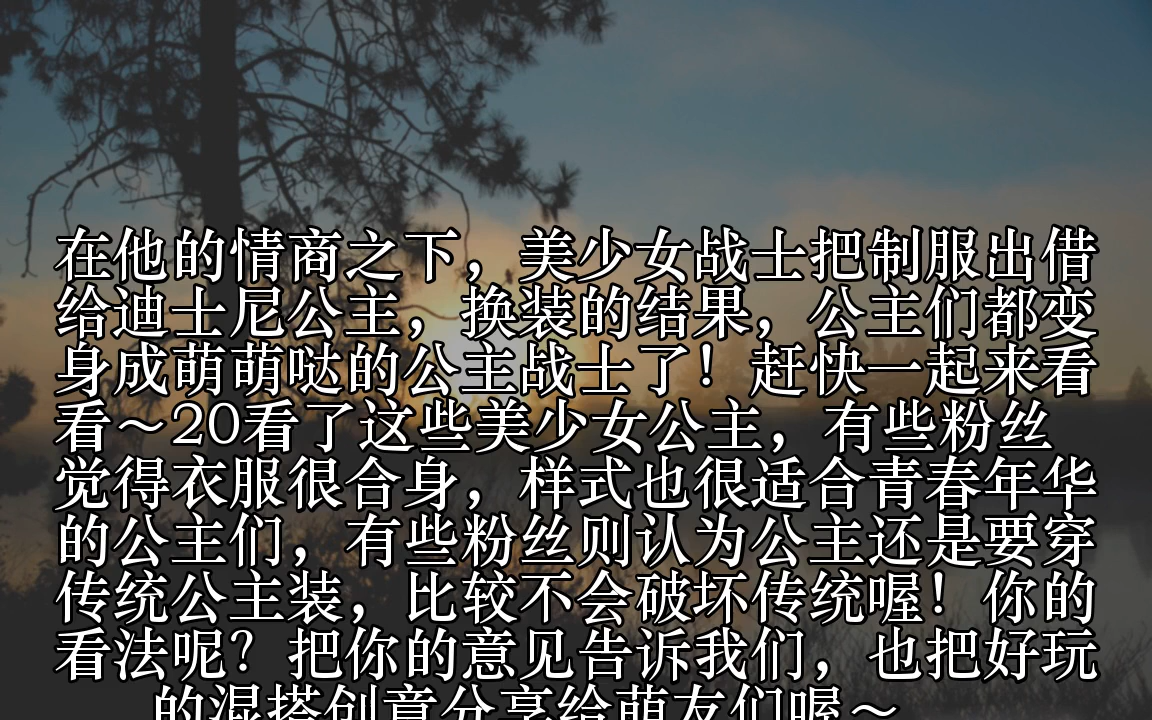 在他的情商之下，美少女战士把制服出借
给迪士尼公主，换装的结果，公主们都变
身成萌萌哒的公主战士了！赶快一起来看
看～20看了这些美少女公主，有些粉丝
觉得衣服很合身，样式也很适合青春年华
的公主们，有些粉丝则认为公主还是要穿
传统公主装，比较不会破坏传统喔！你的
看法呢？把你的意见告诉我们，也把好玩
的混搭创意分享给萌友们喔～